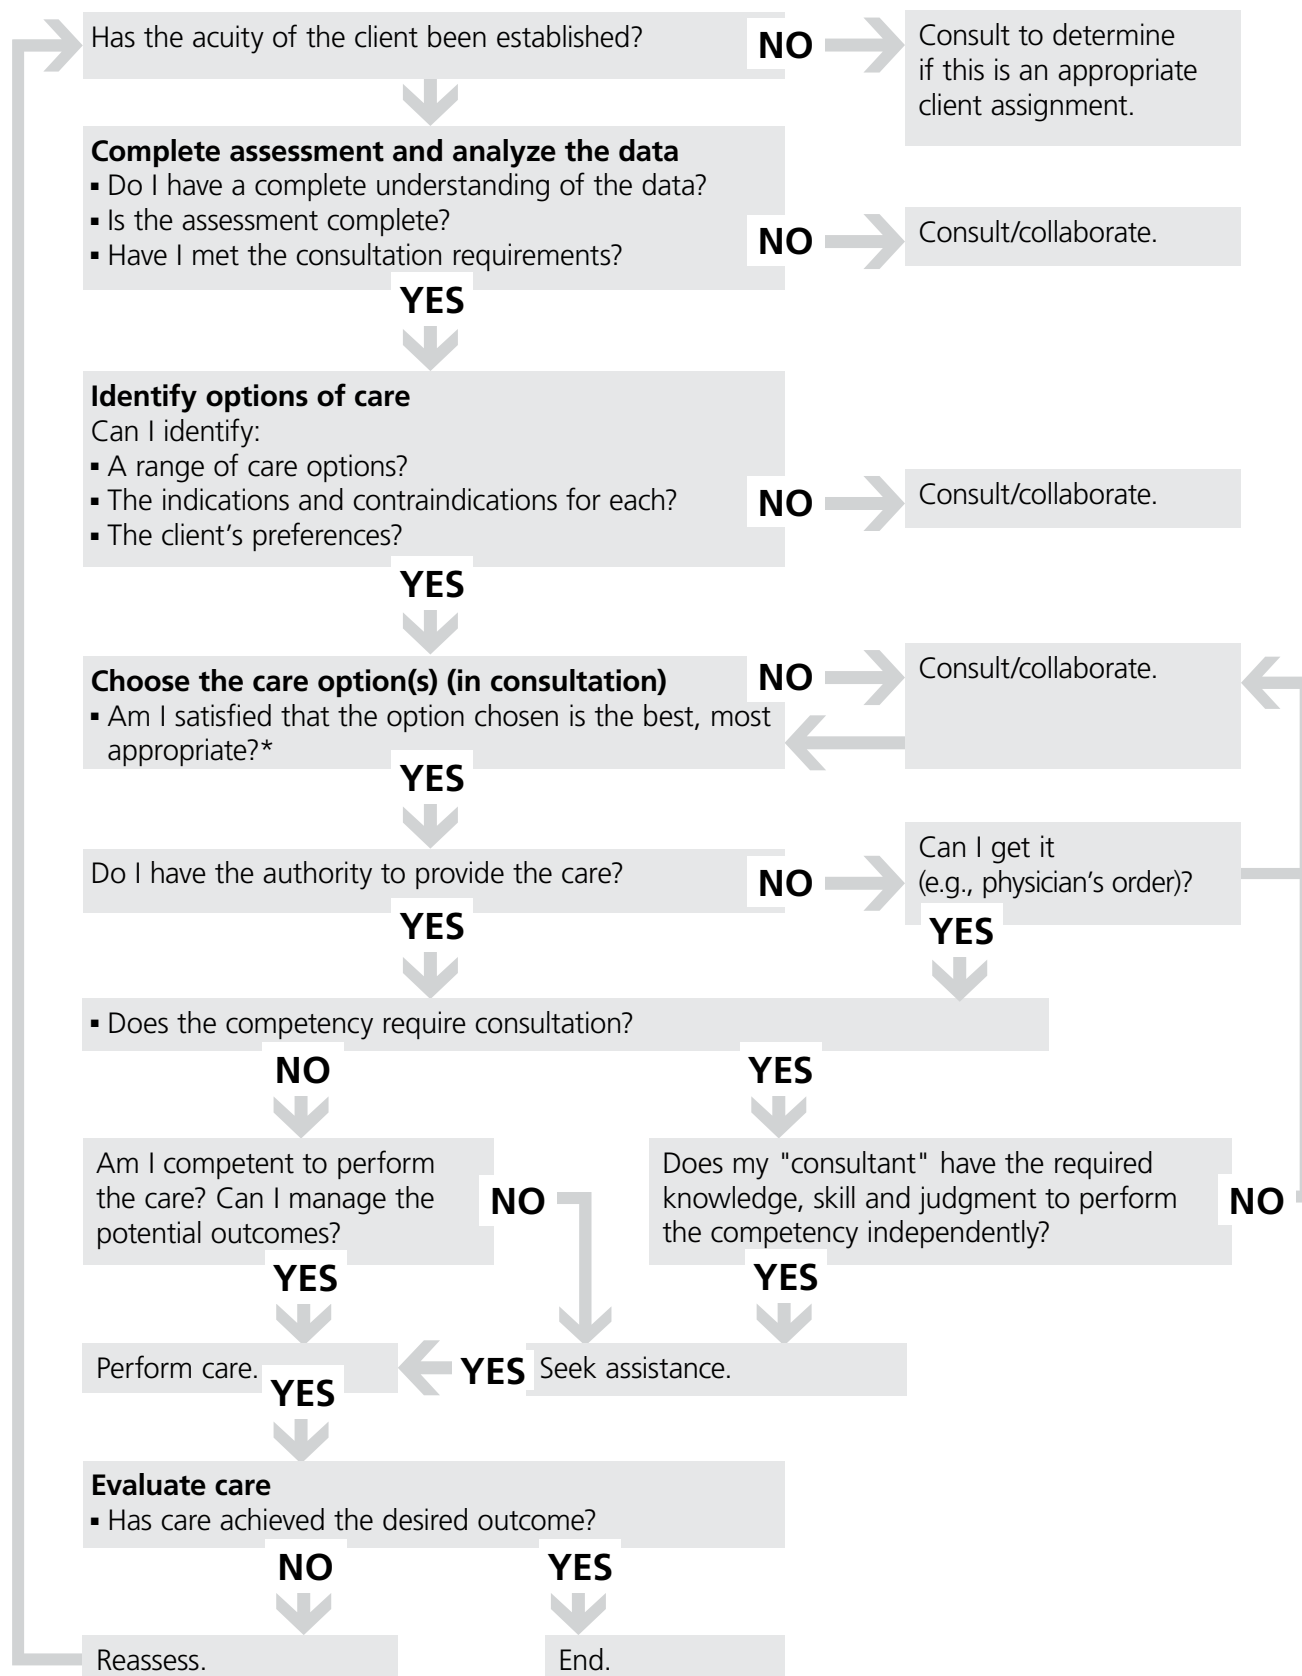 Has the acuity of the client been established?
NO
Consult to determine
if this is an appropriate
client assignment.
Complete assessment and analyze the data
▪ Do I have a complete understanding of the data?
▪ Is the assessment complete?
▪ Have I met the consultation requirements?
NO
Consult/collaborate.
YES
Identify options of care
Can I identify:
▪ A range of care options?
▪ The indications and contraindications for each?
▪ The client’s preferences?
NO
Consult/collaborate.
YES
Choose the care option(s) (in consultation)
▪ Am I satisfied that the option chosen is the best, most
appropriate?*
NO
Consult/collaborate.
YES
Do I have the authority to provide the care?
NO
Can I get it
(e.g., physician’s order)?
YES
YES
▪ Does the competency require consultation?
NO
YES
Am I competent to perform
the care? Can I manage the
potential outcomes?
NO
Does my "consultant" have the required
knowledge, skill and judgment to perform
the competency independently?
NO
YES
YES
Perform care.
YES
Seek assistance.
YES
Evaluate care
▪ Has care achieved the desired outcome?
NO
YES
Reassess.
End.